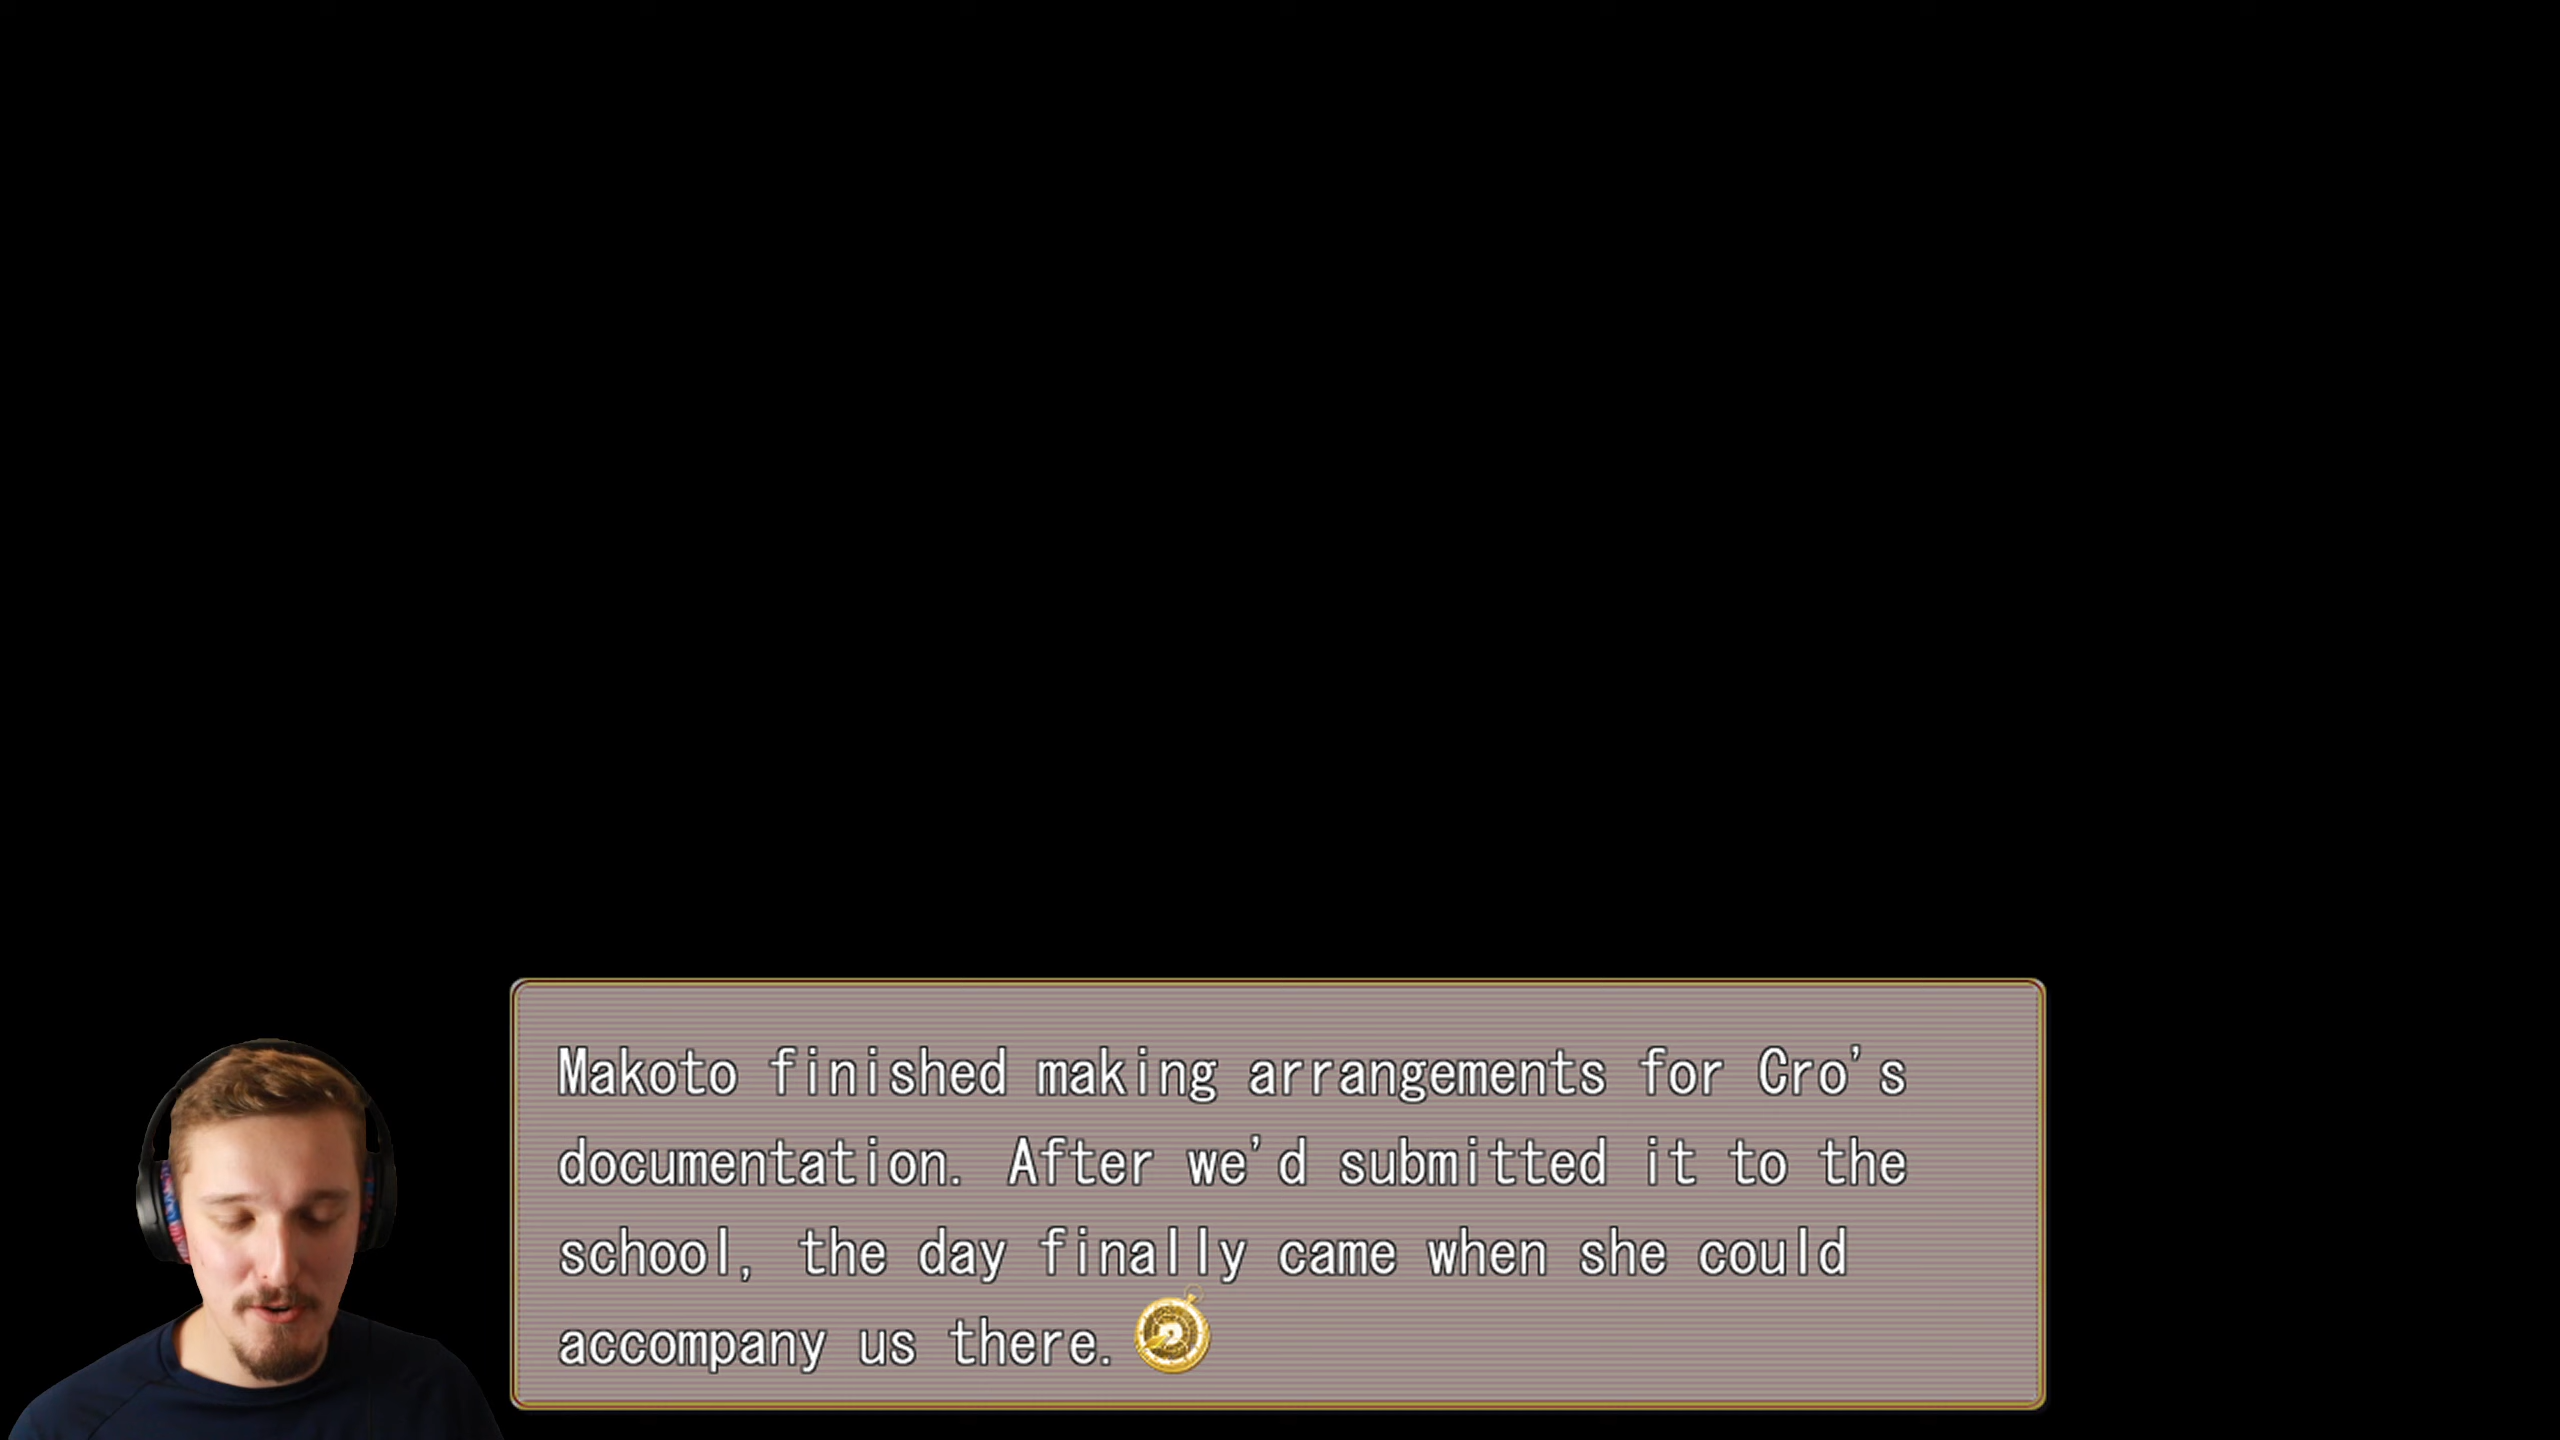 Makoto finished making arrangements for Cro's
documentation. After we'd submitted it to the
school, the day finally came when she could
accompany us there.